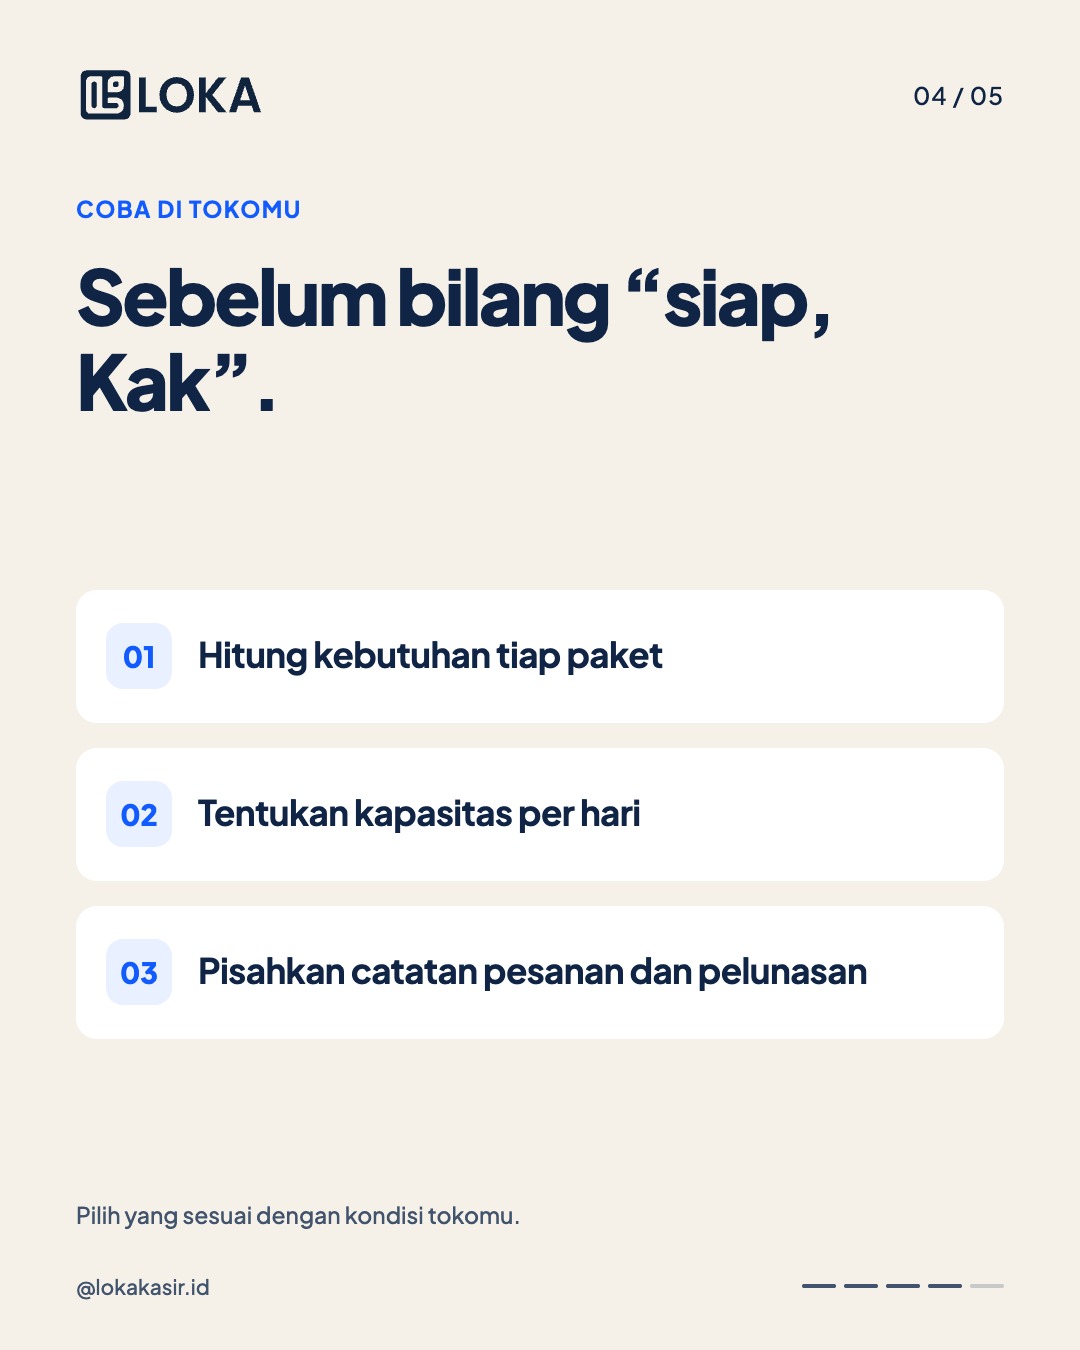 LOKA
04 / 05
COBA DI TOKOMU
Sebelum bilang “siap,
Kak”.
01 Hitung kebutuhan tiap paket
02 Tentukan kapasitas per hari
03 Pisahkan catatan pesanan dan pelunasan
Pilih yang sesuai dengan kondisi tokomu.
@lokakasir.id